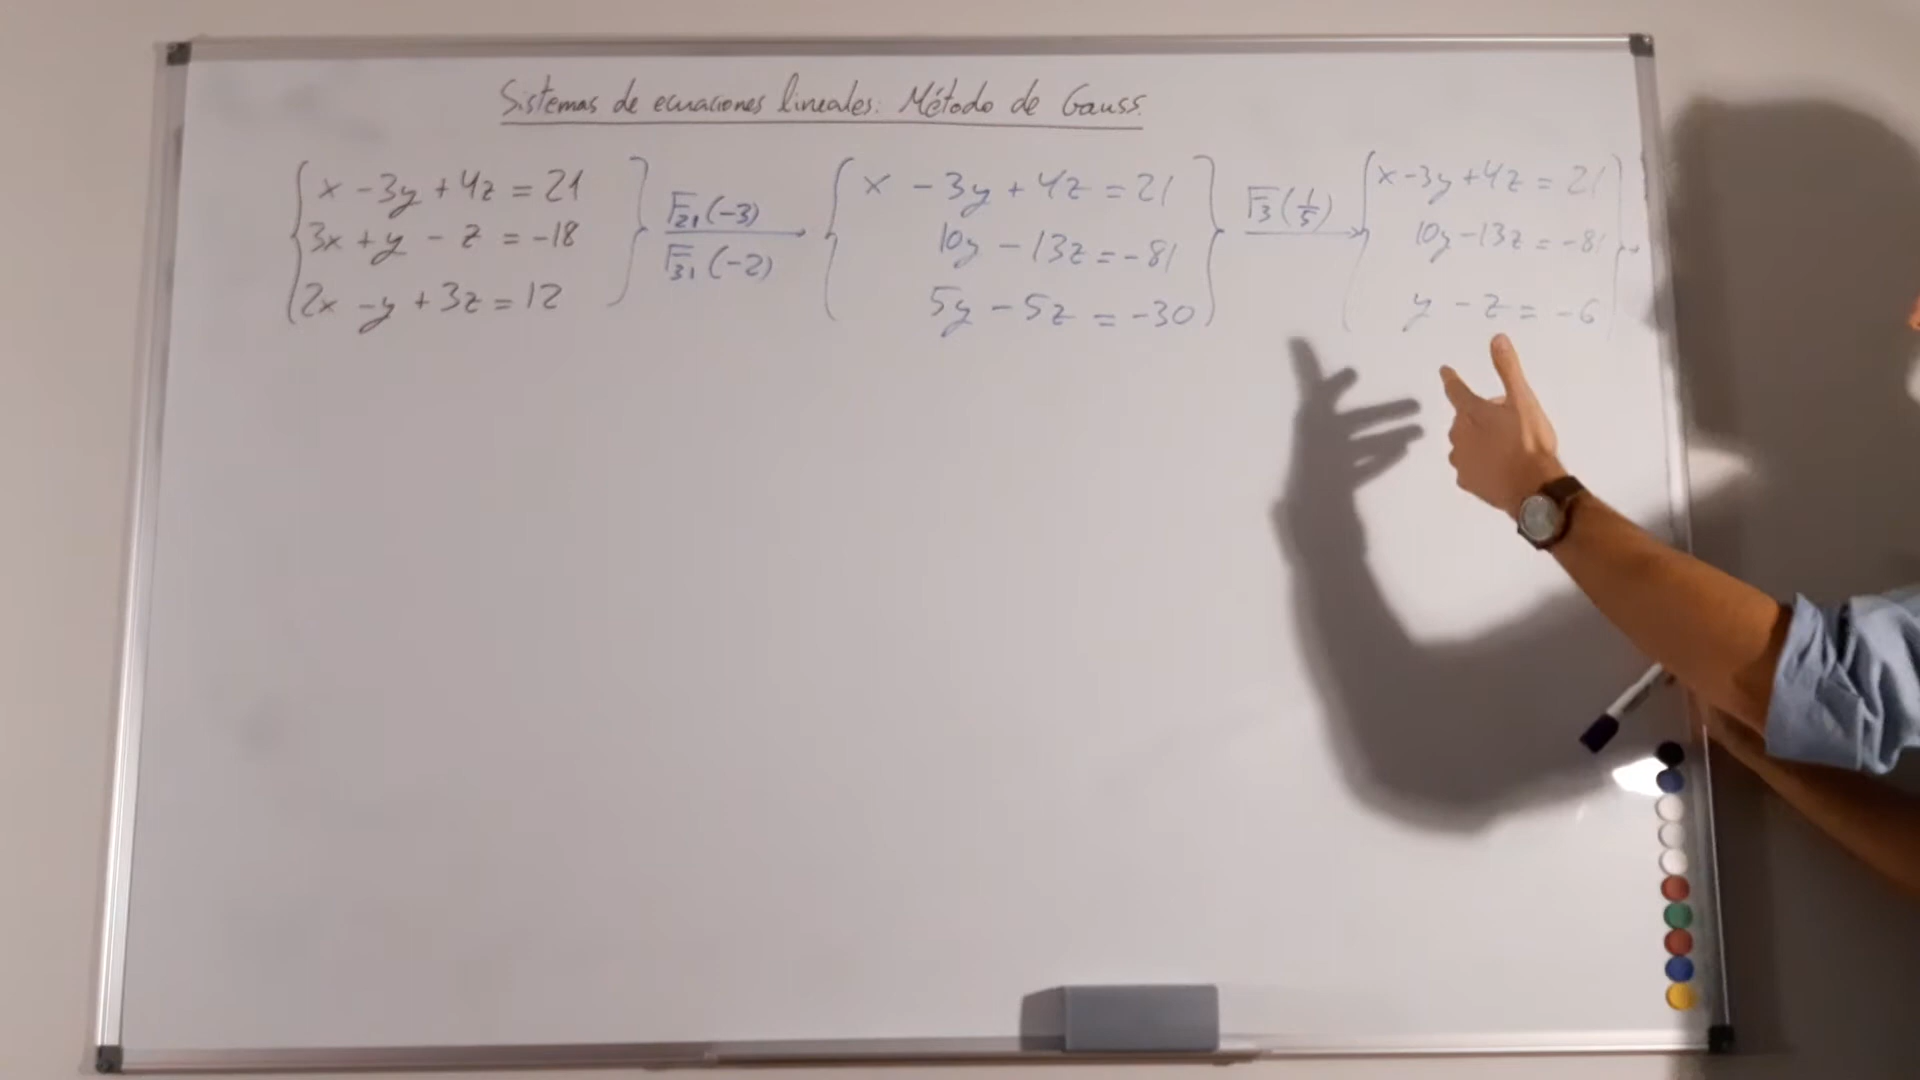 Sistemas de ecuaciones lineales: Método de Gauss.
x - 3y + 4z = 21
3x + y - z = -18
2x - y + 3z = 12
F21(-3)
F31(-2)
x - 3y + 4z = 21
10y - 13z = -81
5y - 5z = -30
F3(1/5)
x - 3y + 4z = 21
10y - 13z = -81
y - z = -6